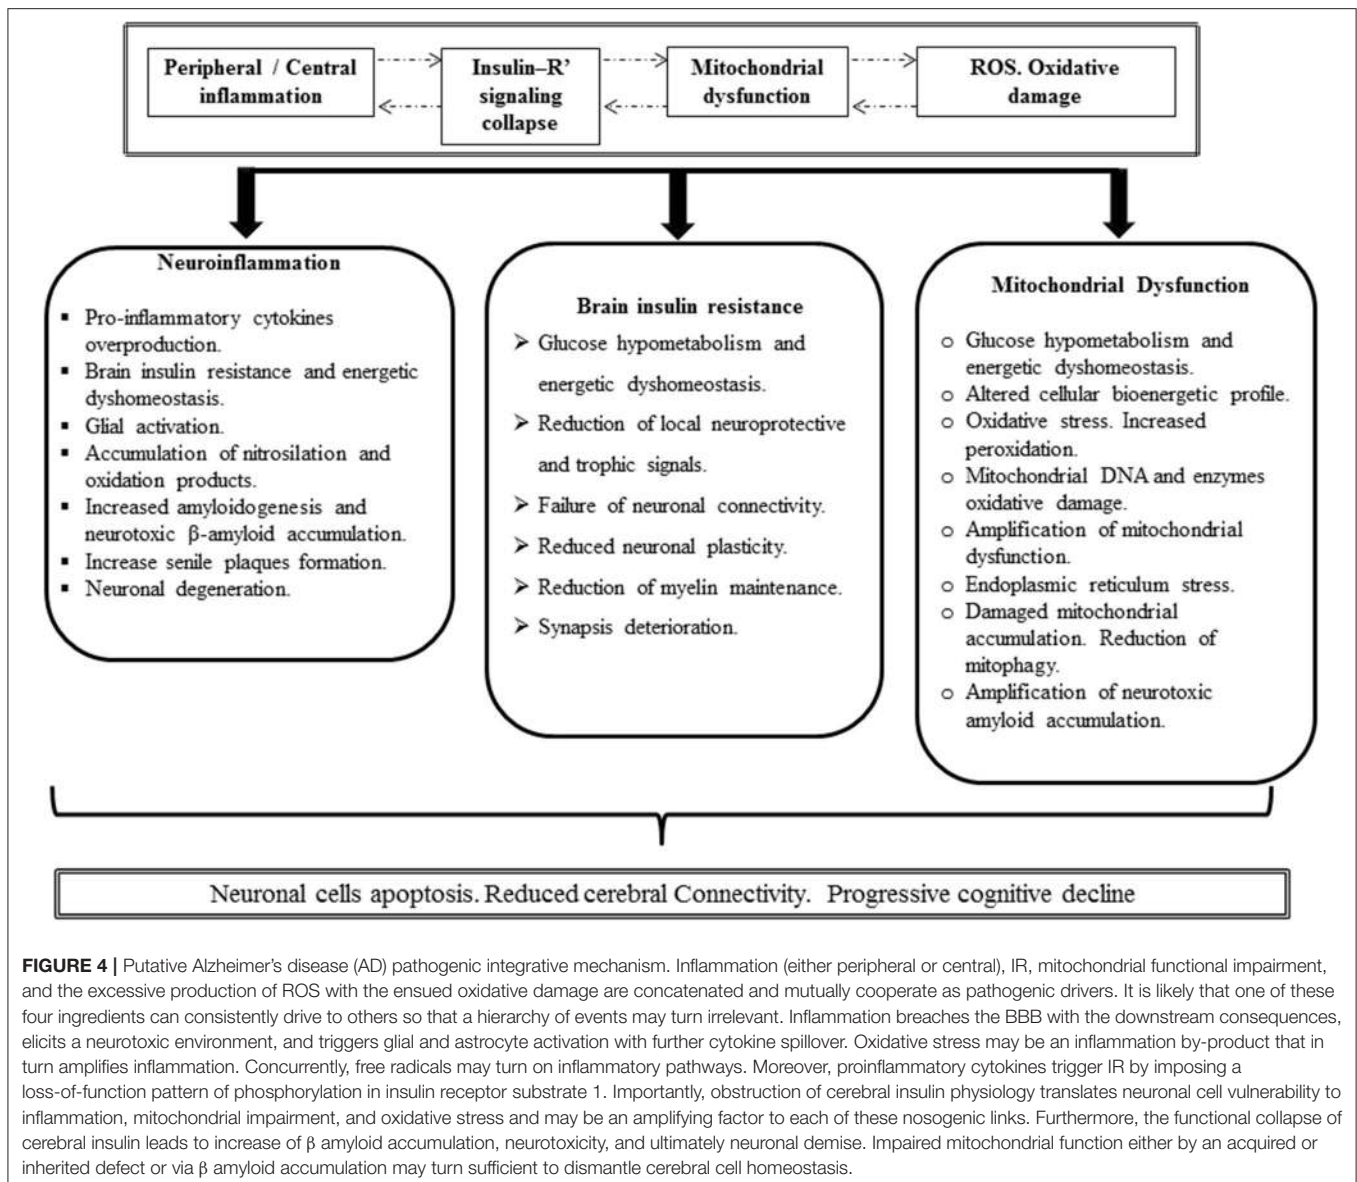 Peripheral / Central
inflammation
Insulin–R’
signaling
collapse
Mitochondrial
dysfunction
ROS. Oxidative
damage
Neuroinflammation
▪ Pro-inflammatory cytokines
overproduction.
▪ Brain insulin resistance and energetic
dyshomeostasis.
▪ Glial activation.
▪ Accumulation of nitrosilation and
oxidation products.
▪ Increased amyloidogenesis and
neurotoxic β-amyloid accumulation.
▪ Increase senile plaques formation.
▪ Neuronal degeneration.
Brain insulin resistance
➢ Glucose hypometabolism and
energetic dyshomeostasis.
➢ Reduction of local neuroprotective
and trophic signals.
➢ Failure of neuronal connectivity.
➢ Reduced neuronal plasticity.
➢ Reduction of myelin maintenance.
➢ Synapsis deterioration.
Mitochondrial Dysfunction
o Glucose hypometabolism and
energetic dyshomeostasis.
o Altered cellular bioenergetic profile.
o Oxidative stress. Increased
peroxidation.
o Mitochondrial DNA and enzymes
oxidative damage.
o Amplification of mitochondrial
dysfunction.
o Endoplasmic reticulum stress.
o Damaged mitochondrial
accumulation. Reduction of
mitophagy.
o Amplification of neurotoxic
amyloid accumulation.
Neuronal cells apoptosis. Reduced cerebral Connectivity. Progressive cognitive decline
FIGURE 4 | Putative Alzheimer’s disease (AD) pathogenic integrative mechanism. Inflammation (either peripheral or central), IR, mitochondrial functional impairment,
and the excessive production of ROS with the ensued oxidative damage are concatenated and mutually cooperate as pathogenic drivers. It is likely that one of these
four ingredients can consistently drive to others so that a hierarchy of events may turn irrelevant. Inflammation breaches the BBB with the downstream consequences,
elicits a neurotoxic environment, and triggers glial and astrocyte activation with further cytokine spillover. Oxidative stress may be an inflammation by-product that in
turn amplifies inflammation. Concurrently, free radicals may turn on inflammatory pathways. Moreover, proinflammatory cytokines trigger IR by imposing a
loss-of-function pattern of phosphorylation in insulin receptor substrate 1. Importantly, obstruction of cerebral insulin physiology translates neuronal cell vulnerability to
inflammation, mitochondrial impairment, and oxidative stress and may be an amplifying factor to each of these nosogenic links. Furthermore, the functional collapse of
cerebral insulin leads to increase of β amyloid accumulation, neurotoxicity, and ultimately neuronal demise. Impaired mitochondrial function either by an acquired or
inherited defect or via β amyloid accumulation may turn sufficient to dismantle cerebral cell homeostasis.